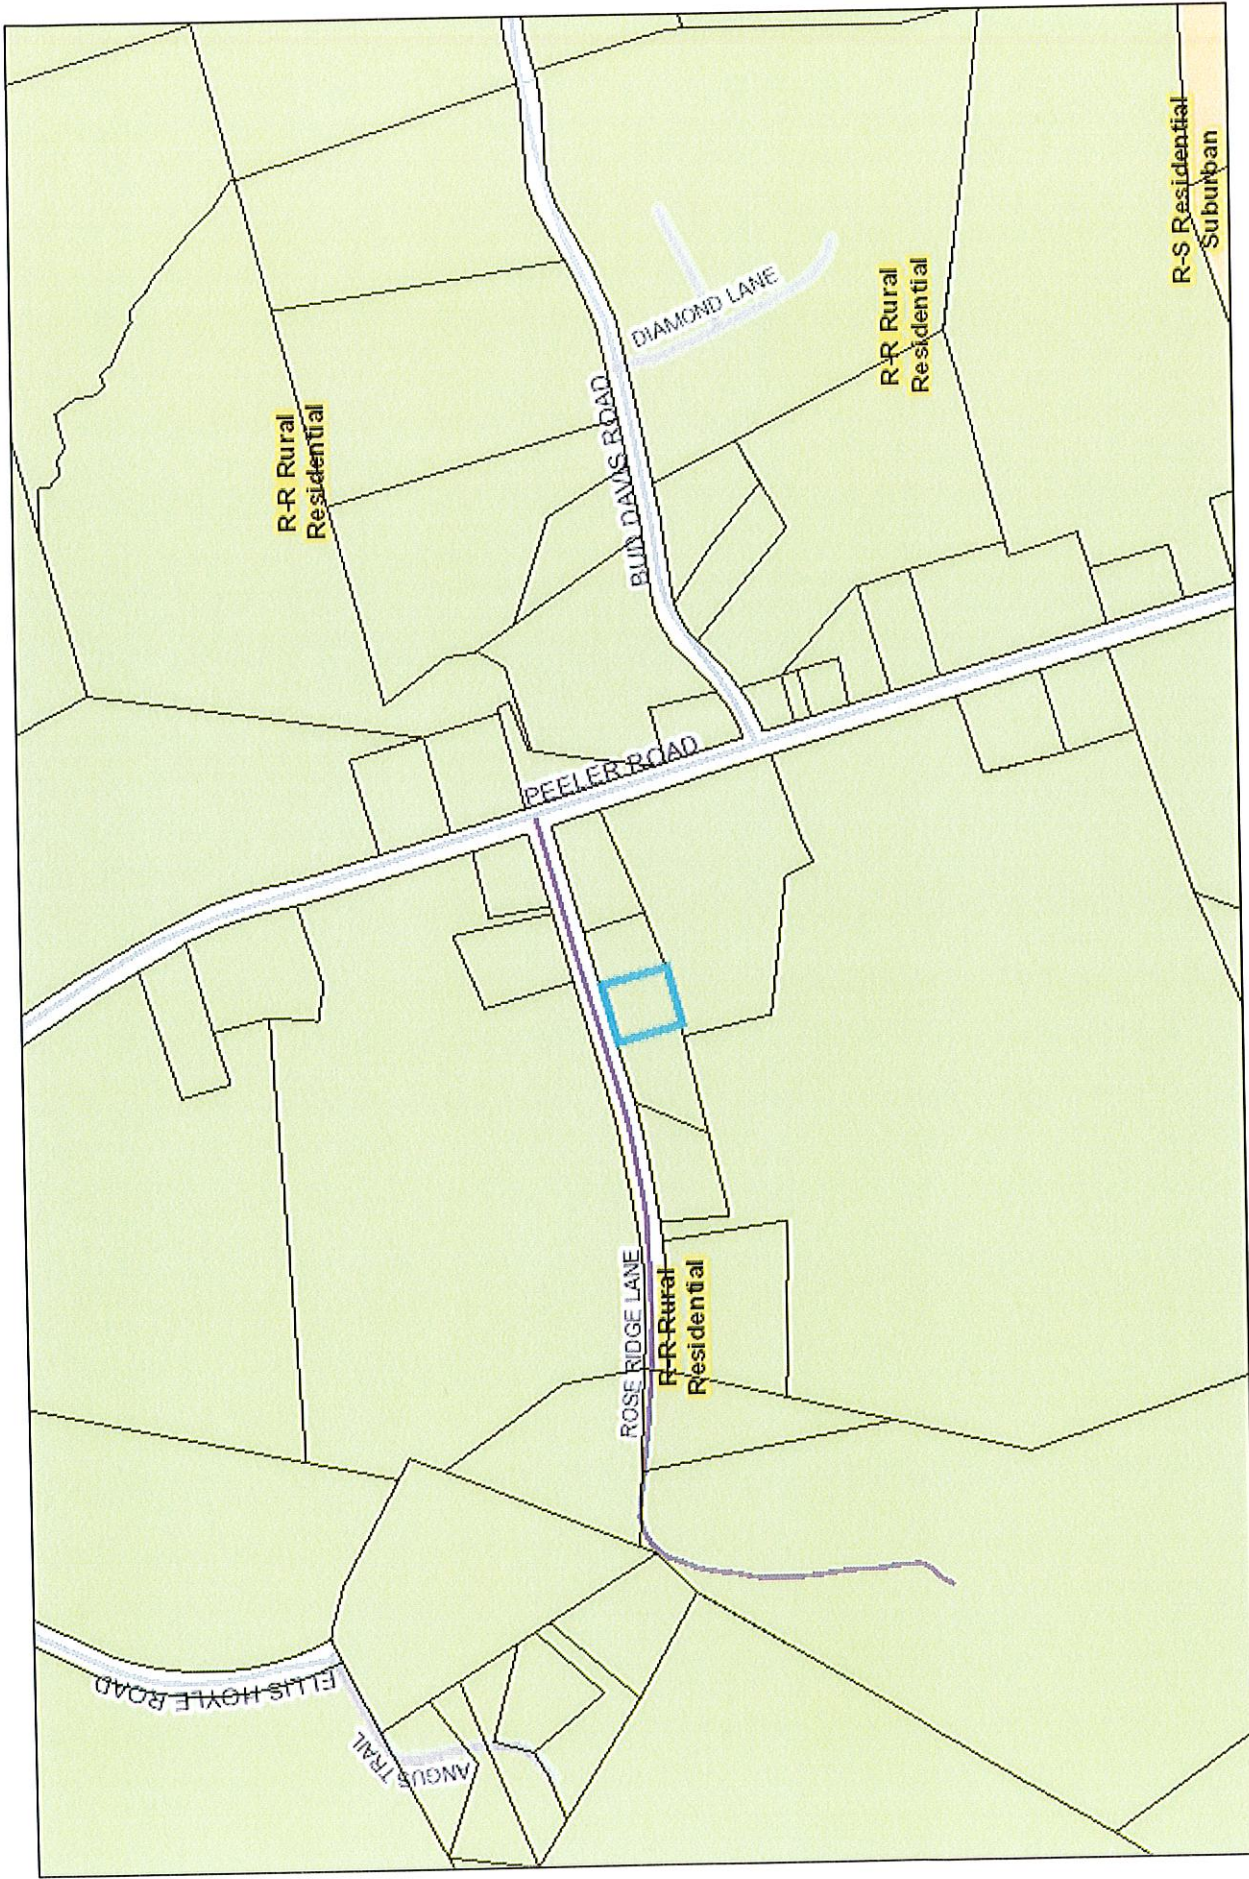 ELLIS HOYLE ROAD
ANGUS TRAIL
ROSE RIDGE LANE
R-R Rural
Residential
PEELER ROAD
R-R Rural
Residential
BUD DAVIS ROAD
DIAMOND LANE
R-R Rural
Residential
R-S Residential
Suburban